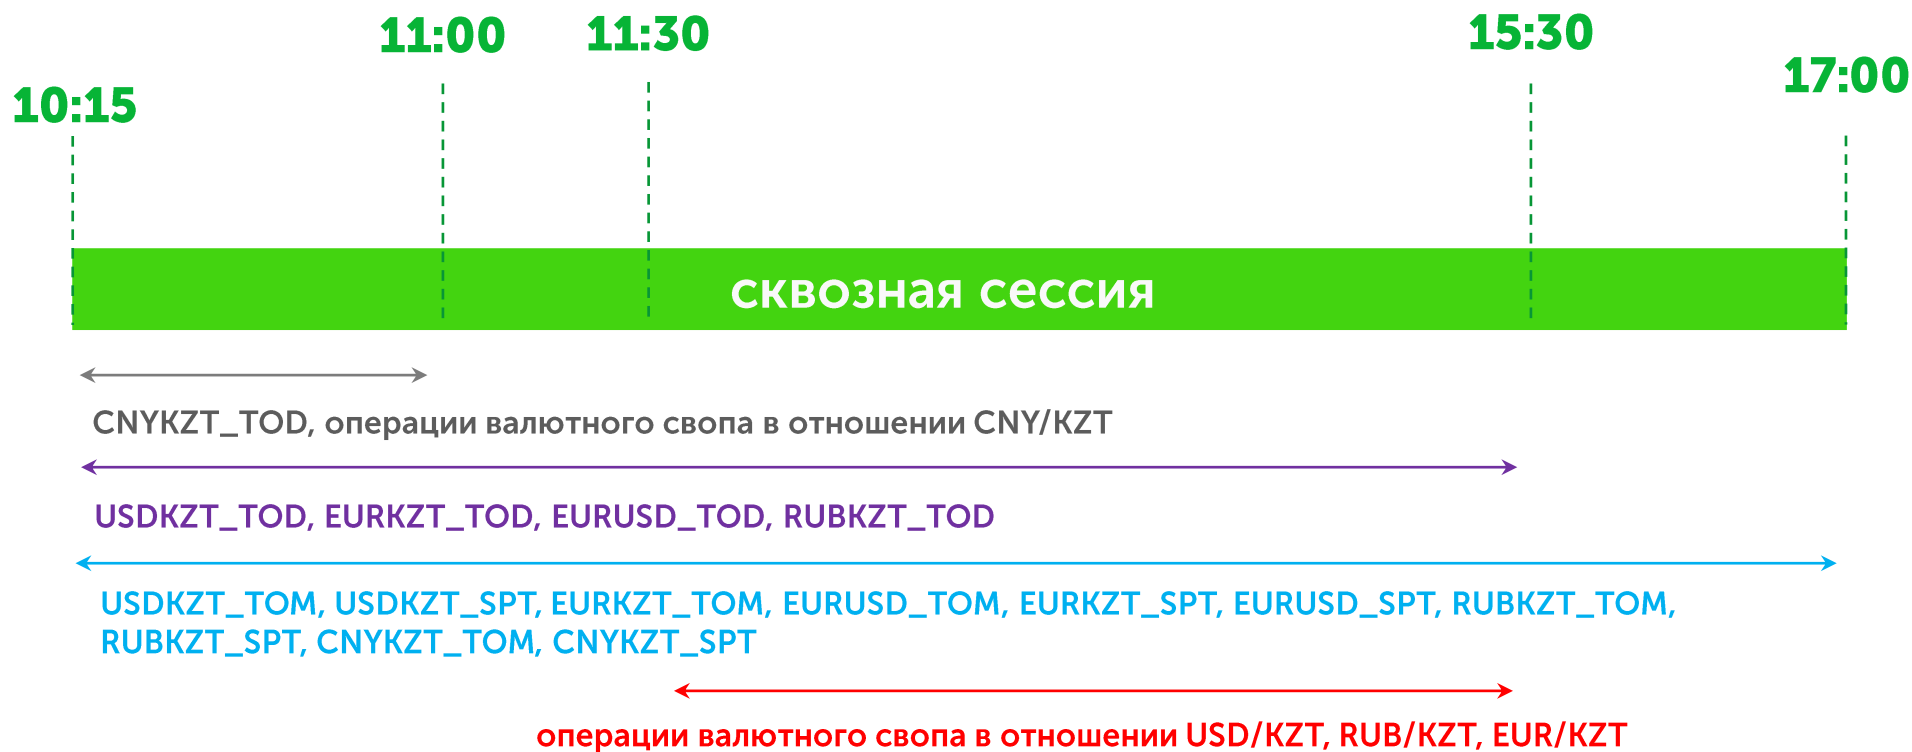 10:15
11:00
11:30
15:30
17:00
сквозная сессия
CNYKZT_TOD, операции валютного свопа в отношении CNY/KZT
USDKZT_TOD, EURKZT_TOD, EURUSD_TOD, RUBKZT_TOD
USDKZT_TOM, USDKZT_SPT, EURKZT_TOM, EURUSD_TOM, EURKZT_SPT, EURUSD_SPT, RUBKZT_TOM,
RUBKZT_SPT, CNYKZT_TOM, CNYKZT_SPT
операции валютного свопа в отношении USD/KZT, RUB/KZT, EUR/KZT